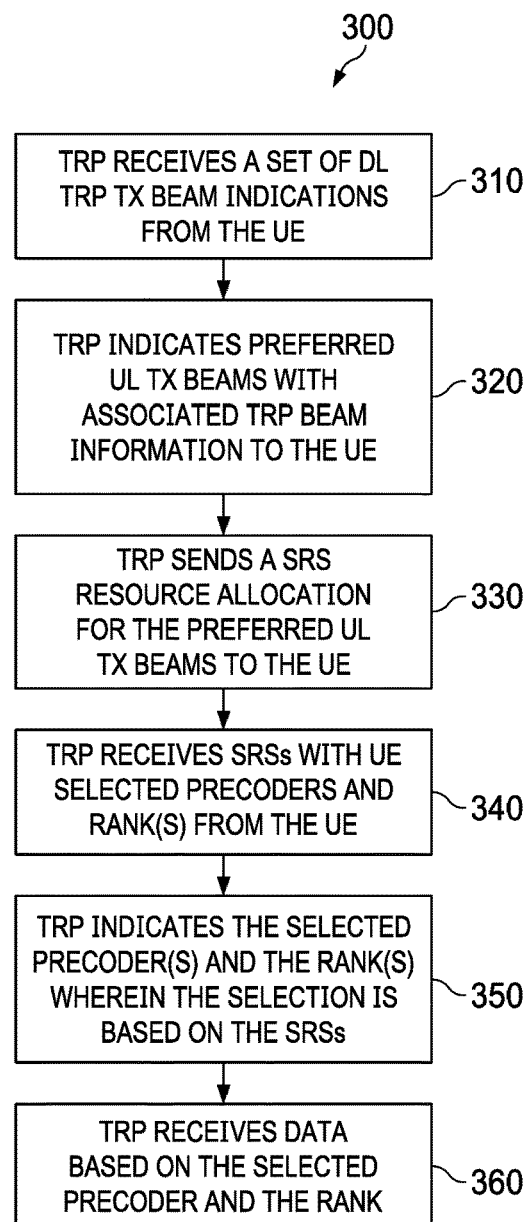 300
TRP RECEIVES A SET OF DL
TRP TX BEAM INDICATIONS
FROM THE UE
310
TRP INDICATES PREFERRED
UL TX BEAMS WITH
ASSOCIATED TRP BEAM
INFORMATION TO THE UE
320
TRP SENDS A SRS
RESOURCE ALLOCATION
FOR THE PREFERRED UL
TX BEAMS TO THE UE
330
TRP RECEIVES SRSs WITH UE
SELECTED PRECODERS AND
RANK(S) FROM THE UE
340
TRP INDICATES THE SELECTED
PRECODER(S) AND THE RANK(S)
WHEREIN THE SELECTION IS
BASED ON THE SRSs
350
TRP RECEIVES DATA
BASED ON THE SELECTED
PRECODER AND THE RANK
360